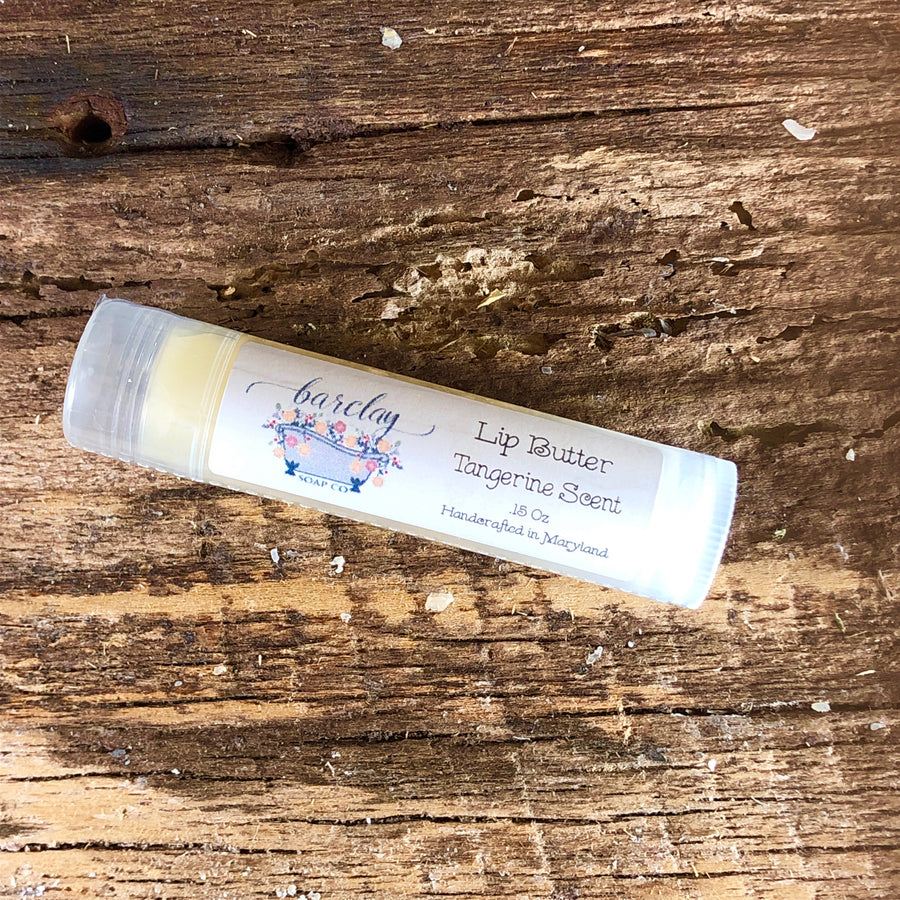 barclay
SOAP CO
Lip Butter
Tangerine Scent
.15 Oz
Handcrafted in Maryland